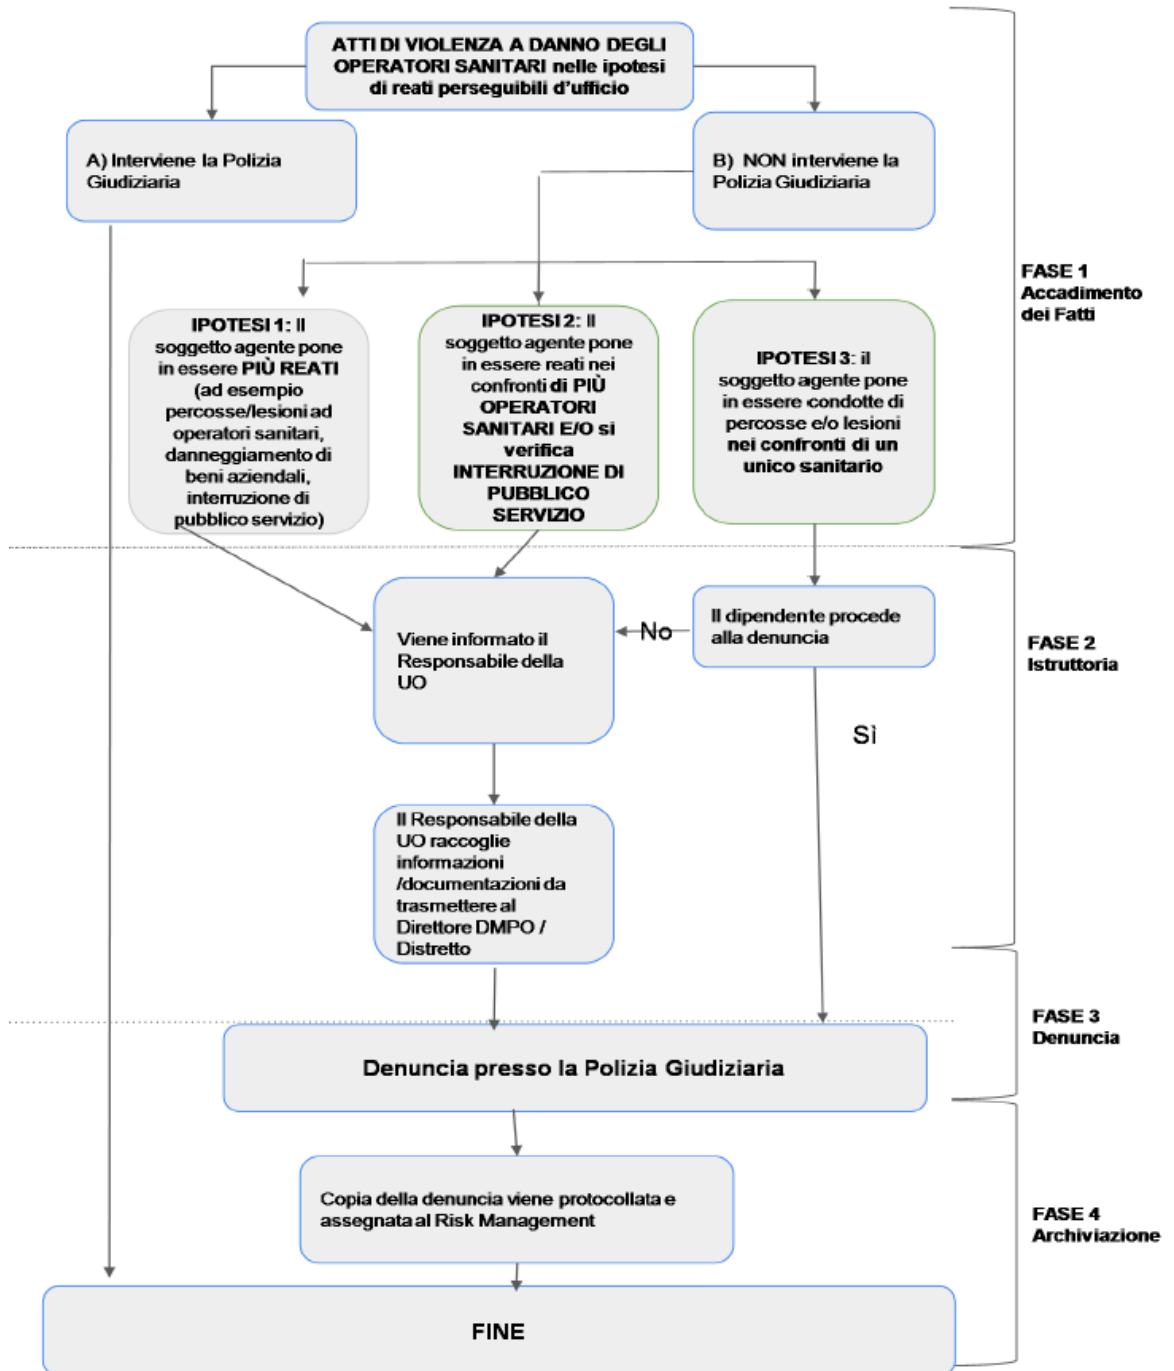 ATTI DI VIOLENZA A DANNO DEGLI
OPERATORI SANITARI nelle ipotesi
di reati perseguibili d'ufficio
A) Interviene la Polizia
Giudiziaria
B) NON interviene la
Polizia Giudiziaria
FASE 1
Accadimento
dei Fatti
IPOTESI 1: Il
soggetto agente pone
in essere PIÙ REATI
(ad esempio
percosse/lesioni ad
operatori sanitari,
danneggiamento di
beni aziendali,
interruzione di
pubblico servizio)
IPOTESI 2: Il
soggetto agente pone
in essere reati nei
confronti di PIÙ
OPERATORI
SANITARI E/O si
verifica
INTERRUZIONE DI
PUBBLICO
SERVIZIO
IPOTESI 3: il
soggetto agente pone
in essere condotte di
percosse e/o lesioni
nei confronti di un
unico sanitario
Viene informato il
Responsabile della
UO
No
Il dipendente procede
alla denuncia
FASE 2
Istruttoria
Sì
Il Responsabile della
UO raccoglie
informazioni
/documentazioni da
trasmettere al
Direttore DMPO /
Distretto
FASE 3
Denuncia
Denuncia presso la Polizia Giudiziaria
Copia della denuncia viene protocollata e
assegnata al Risk Management
FASE 4
Archiviazione
FINE